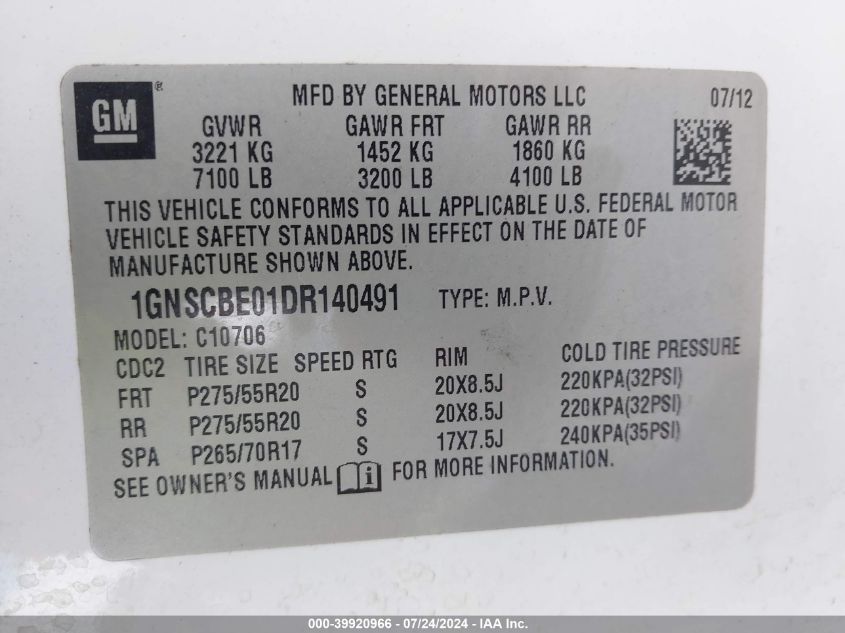 GM ® MFD BY GENERAL MOTORS LLC 07/12
GVWR GAWR FRT GAWR RR
3221 KG 1452 KG 1860 KG
7100 LB 3200 LB 4100 LB
THIS VEHICLE CONFORMS TO ALL APPLICABLE U.S. FEDERAL MOTOR
VEHICLE SAFETY STANDARDS IN EFFECT ON THE DATE OF
MANUFACTURE SHOWN ABOVE.
1GNSCBE01DR140491 TYPE: M.P.V.
MODEL: C10706
CDC2 TIRE SIZE SPEED RTG RIM COLD TIRE PRESSURE
FRT P275/55R20 S 20X8.5J 220KPA(32PSI)
RR P275/55R20 S 20X8.5J 220KPA(32PSI)
SPA P265/70R17 S 17X7.5J 240KPA(35PSI)
SEE OWNER'S MANUAL i FOR MORE INFORMATION.
000-39920966 - 07/24/2024 - IAA Inc.